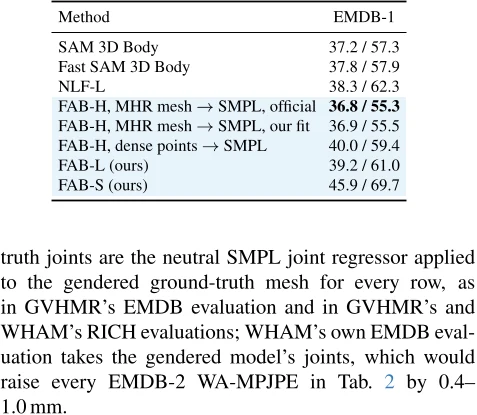 Method EMDB-1
SAM 3D Body 37.2 / 57.3
Fast SAM 3D Body 37.8 / 57.9
NLF-L 38.3 / 62.3
FAB-H, MHR mesh → SMPL, official 36.8 / 55.3
FAB-H, MHR mesh → SMPL, our fit 36.9 / 55.5
FAB-H, dense points → SMPL 40.0 / 59.4
FAB-L (ours) 39.2 / 61.0
FAB-S (ours) 45.9 / 69.7
truth joints are the neutral SMPL joint regressor applied
to the gendered ground-truth mesh for every row, as
in GVHMR's EMDB evaluation and in GVHMR's and
WHAM's RICH evaluations; WHAM's own EMDB eval-
uation takes the gendered model's joints, which would
raise every EMDB-2 WA-MPJPE in Tab. 2 by 0.4–
1.0 mm.